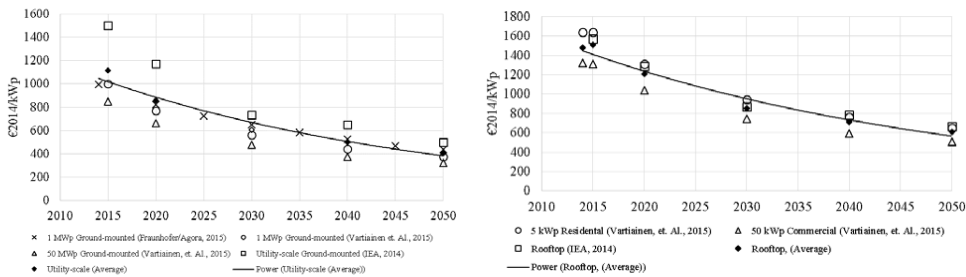 1600
1400
1200
1000
800
600
400
200
0
€2014/kWp
2010 2015 2020 2025 2030 2035 2040 2045 2050
1 MWp Ground-mounted (Fraunhofer/Agora, 2015) 1 MWp Ground-mounted (Vartiainen et. Al., 2015)
50 MWp Ground-mounted (Vartiainen, et. Al., 2015) Utility-scale Ground-mounted (IEA, 2014)
Utility-scale (Average) Power (Utility-scale (Average))
1800
1600
1400
1200
1000
800
600
400
200
0
€2014/kWp
2010 2015 2020 2025 2030 2035 2040 2045 2050
5 kWp Residental (Vartiainen, et. Al., 2015) 50 kWp Commercial (Vartiainen, et. Al., 2015)
Rooftop (IEA, 2014) Rooftop, (Average)
Power (Rooftop, (Average))